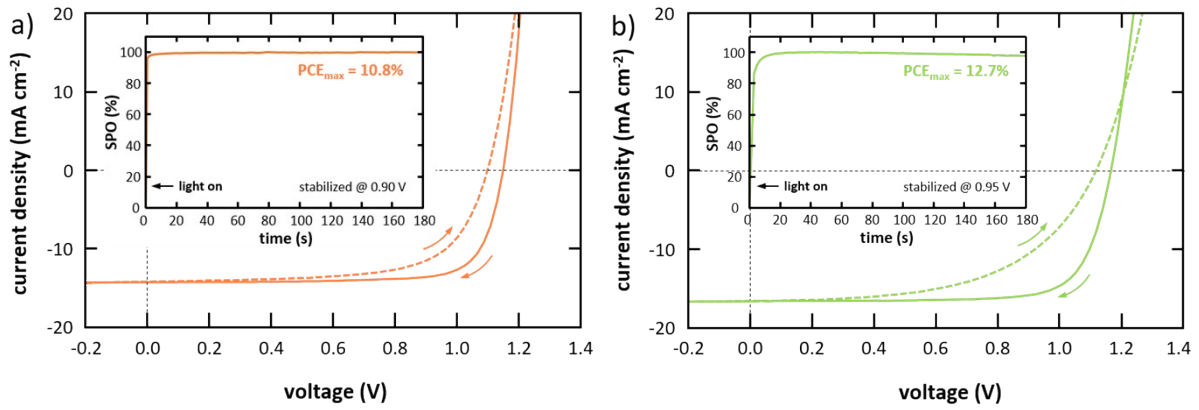 a)
current density (mA cm⁻²)
20
10
0
-10
-20
-0.2 0.0 0.2 0.4 0.6 0.8 1.0 1.2 1.4
voltage (V)
SPO (%)
100
80
60
40
20
0
0 20 40 60 80 100 120 140 160 180
time (s)
PCEmax = 10.8%
← light on
stabilized @ 0.90 V
b)
current density (mA cm⁻²)
20
10
0
-10
-20
-0.2 0.0 0.2 0.4 0.6 0.8 1.0 1.2 1.4
voltage (V)
SPO (%)
100
80
60
40
20
0
0 20 40 60 80 100 120 140 160 180
time (s)
PCEmax = 12.7%
← light on
stabilized @ 0.95 V